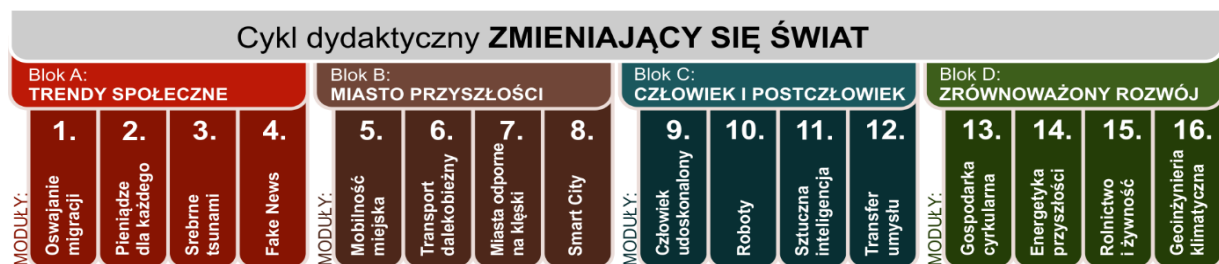 Cykl dydaktyczny ZMIENIAJĄCY SIĘ ŚWIAT
Blok A:
TRENDY SPOŁECZNE
MODUŁY:
1.
Oswajanie
migracji
2.
Pieniądze
dla każdego
3.
Srebrne
tsunami
4.
Fake News
Blok B:
MIASTO PRZYSZŁOŚCI
MODUŁY:
5.
Mobilność
miejska
6.
Transport
dalekobieżny
7.
Miasta odporne
na klęski
8.
Smart City
Blok C:
CZŁOWIEK I POSTCZŁOWIEK
MODUŁY:
9.
Człowiek
udoskonalony
10.
Roboty
11.
Sztuczna
inteligencja
12.
Transfer
umysłu
Blok D:
ZRÓWNOWAŻONY ROZWÓJ
MODUŁY:
13.
Gospodarka
cyrkularna
14.
Energetyka
przyszłości
15.
Rolnictwo
i żywność
16.
Geoinżynieria
klimatyczna